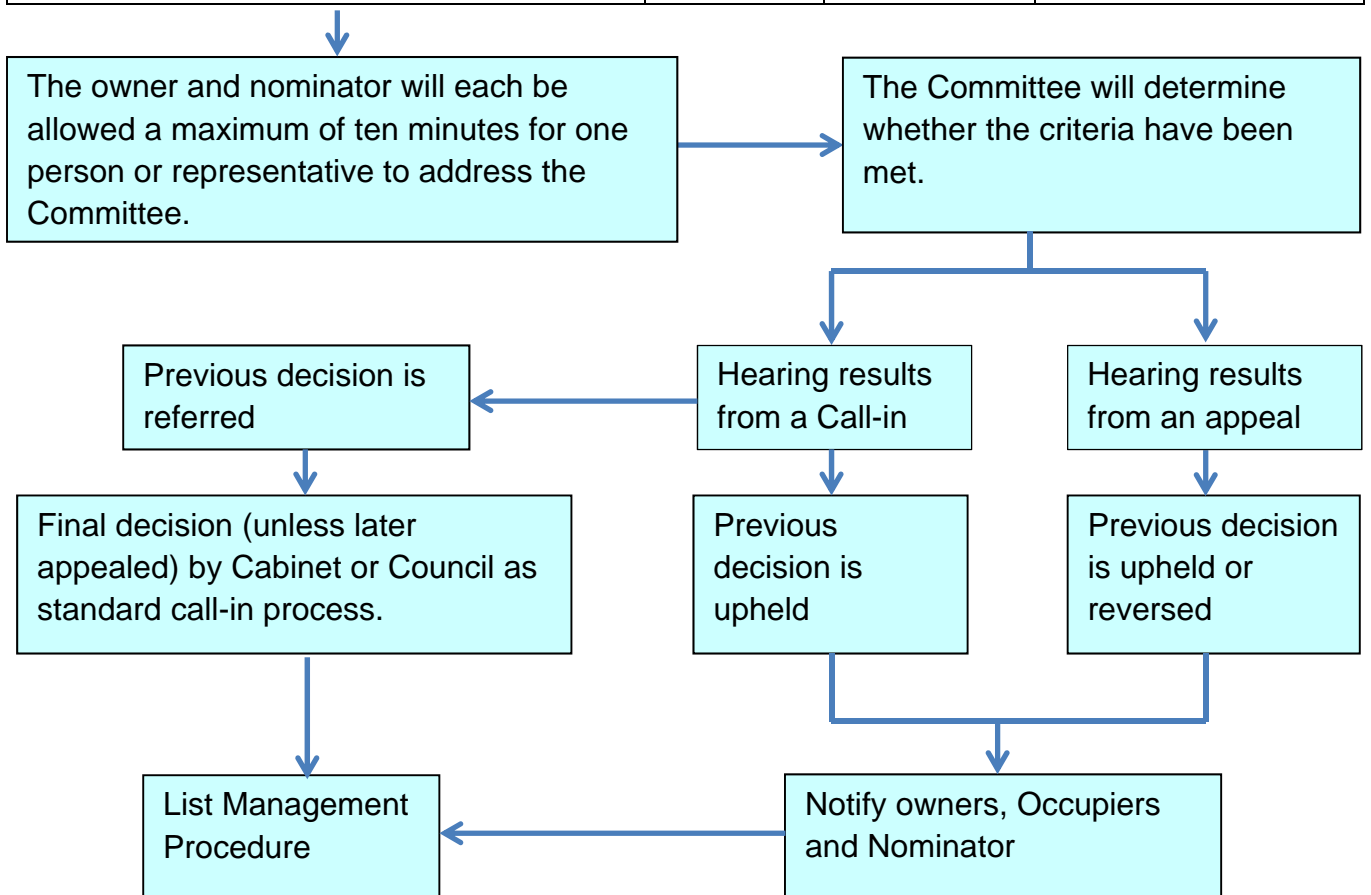 The owner and nominator will each be
allowed a maximum of ten minutes for one
person or representative to address the
Committee.
The Committee will determine
whether the criteria have been
met.
Previous decision is
referred
Hearing results
from a Call-in
Hearing results
from an appeal
Final decision (unless later
appealed) by Cabinet or Council as
standard call-in process.
Previous
decision is
upheld
Previous decision
is upheld or
reversed
List Management
Procedure
Notify owners, Occupiers
and Nominator